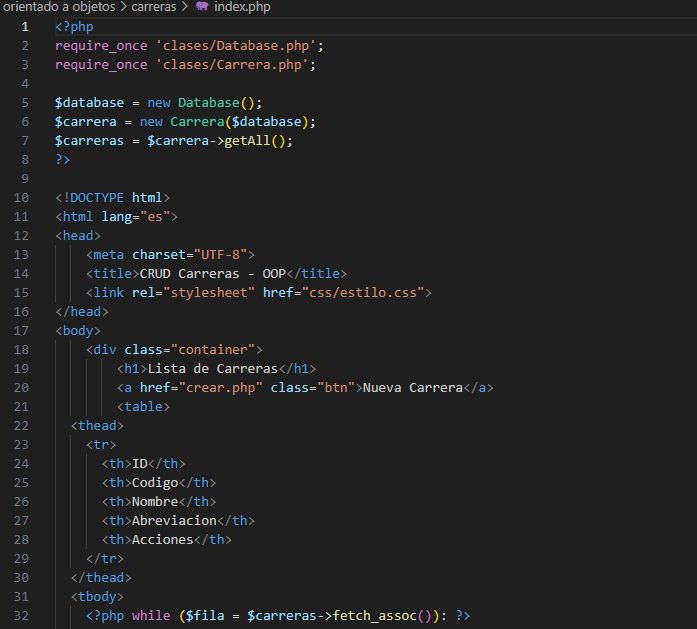 orientado a objetos > carreras > index.php
1 <?php
2 require_once 'clases/Database.php';
3 require_once 'clases/Carrera.php';
4
5 $database = new Database();
6 $carrera = new Carrera($database);
7 $carreras = $carrera->getAll();
8 ?>
9
10 <!DOCTYPE html>
11 <html lang="es">
12 <head>
13     <meta charset="UTF-8">
14     <title>CRUD Carreras - OOP</title>
15     <link rel="stylesheet" href="css/estilo.css">
16 </head>
17 <body>
18     <div class="container">
19         <h1>Lista de Carreras</h1>
20         <a href="crear.php" class="btn">Nueva Carrera</a>
21         <table>
22   <thead>
23     <tr>
24       <th>ID</th>
25       <th>Codigo</th>
26       <th>Nombre</th>
27       <th>Abreviacion</th>
28       <th>Acciones</th>
29     </tr>
30   </thead>
31   <tbody>
32     <?php while ($fila = $carreras->fetch_assoc()): ?>